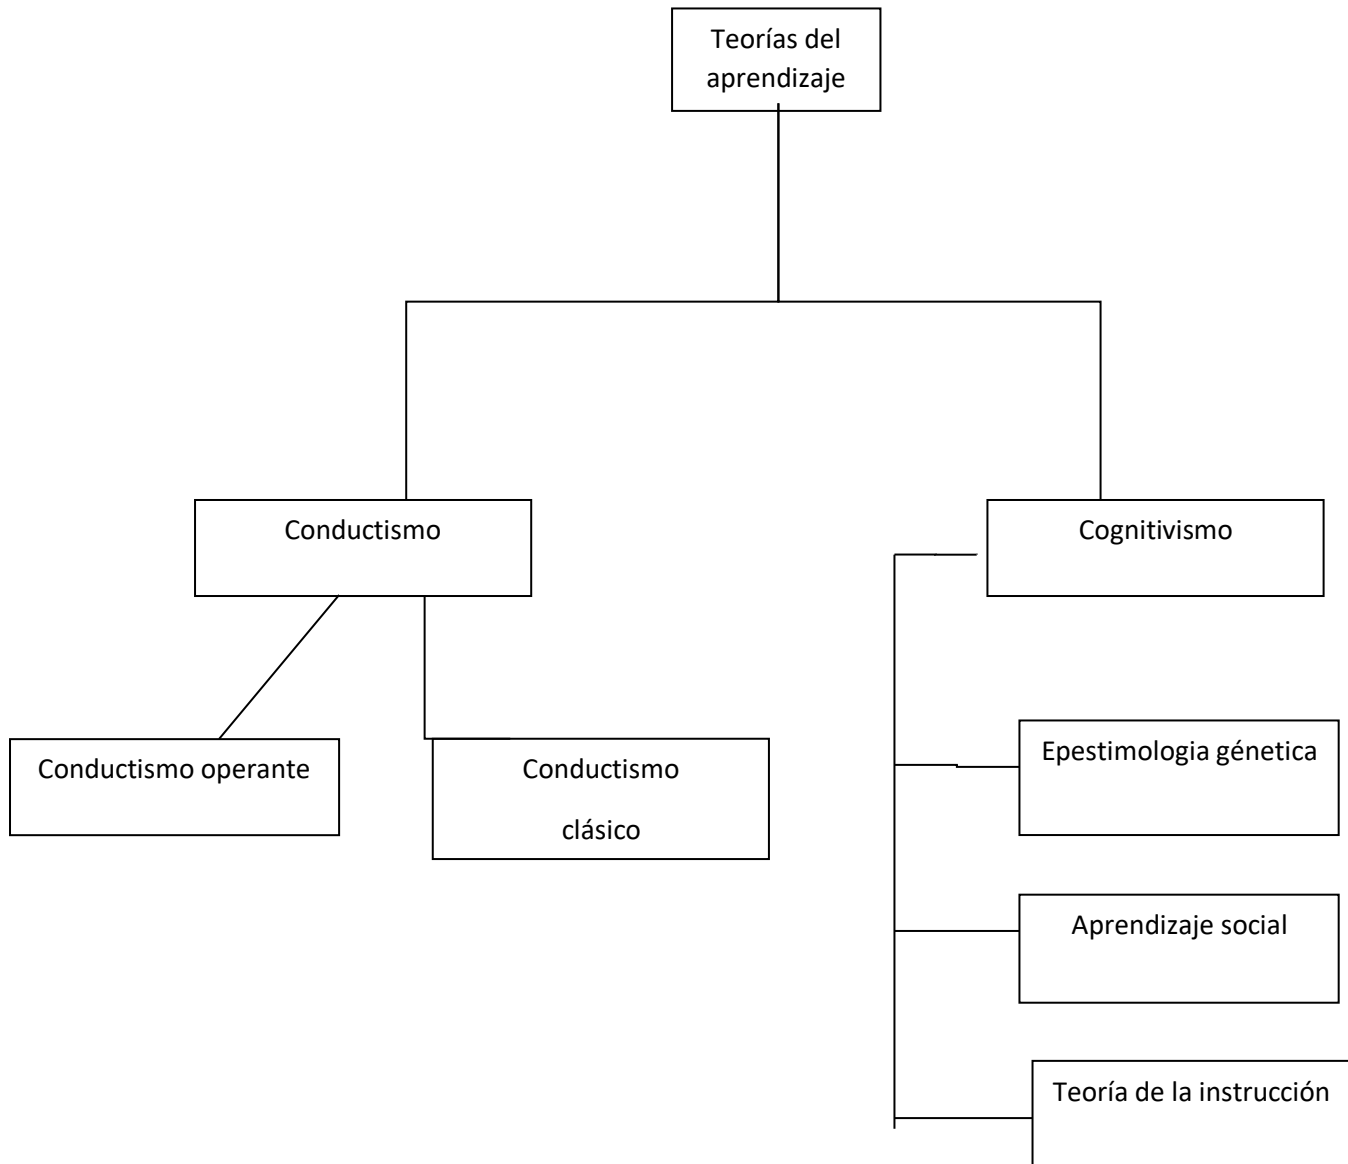 Teorías del
aprendizaje
Conductismo
Cognitivismo
Conductismo operante
Conductismo
clásico
Epestimologia génetica
Aprendizaje social
Teoría de la instrucción